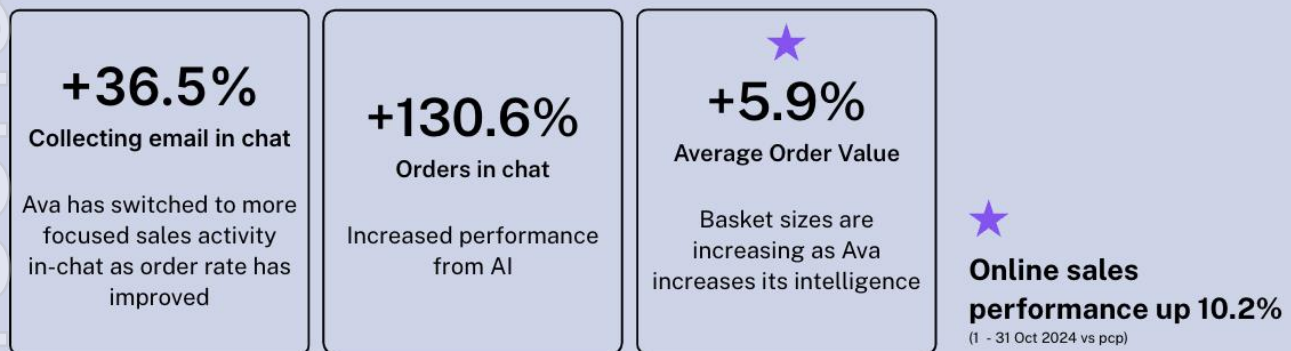 +36.5%
Collecting email in chat
Ava has switched to more
focused sales activity
in-chat as order rate has
improved
+130.6%
Orders in chat
Increased performance
from AI
+5.9%
Average Order Value
Basket sizes are
increasing as Ava
increases its intelligence
Online sales
performance up 10.2%
(1 - 31 Oct 2024 vs pcp)